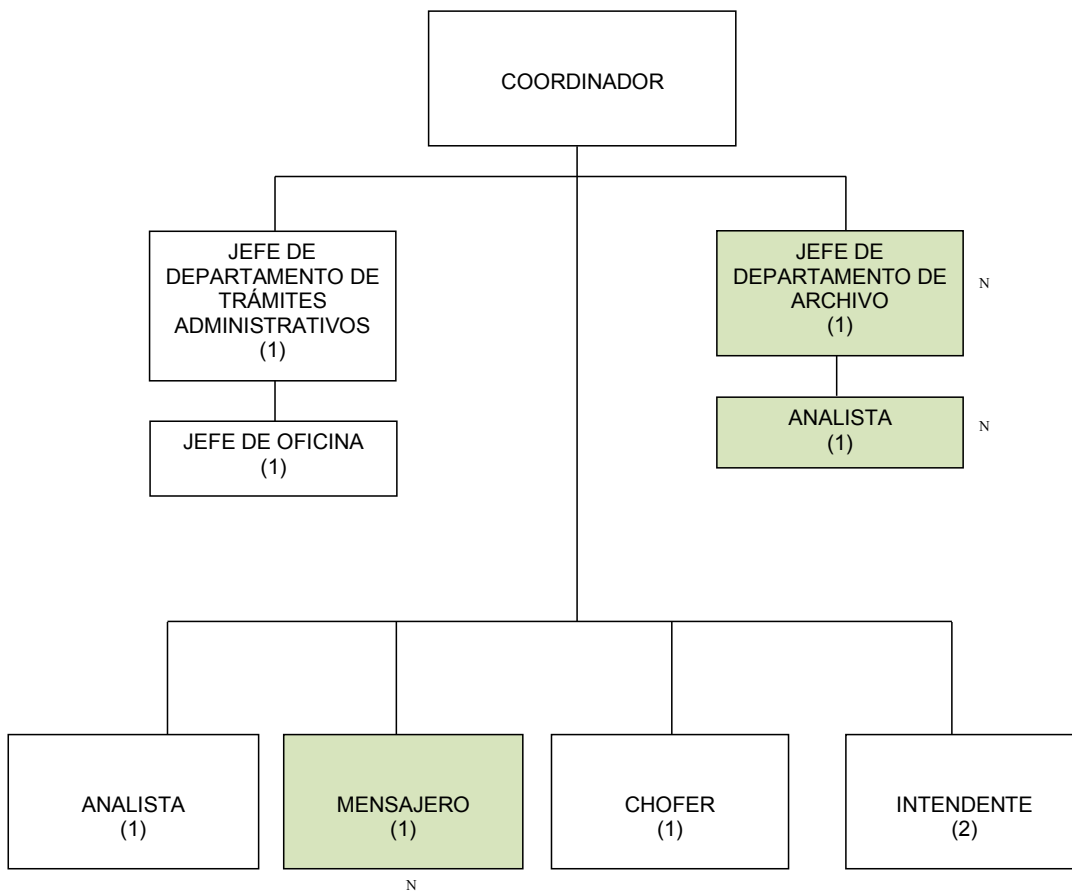 COORDINADOR
JEFE DE
DEPARTAMENTO DE
TRÁMITES
ADMINISTRATIVOS
(1)
JEFE DE OFICINA
(1)
JEFE DE
DEPARTAMENTO DE
ARCHIVO
(1)
N
ANALISTA
(1)
N
ANALISTA
(1)
MENSAJERO
(1)
N
CHOFER
(1)
INTENDENTE
(2)